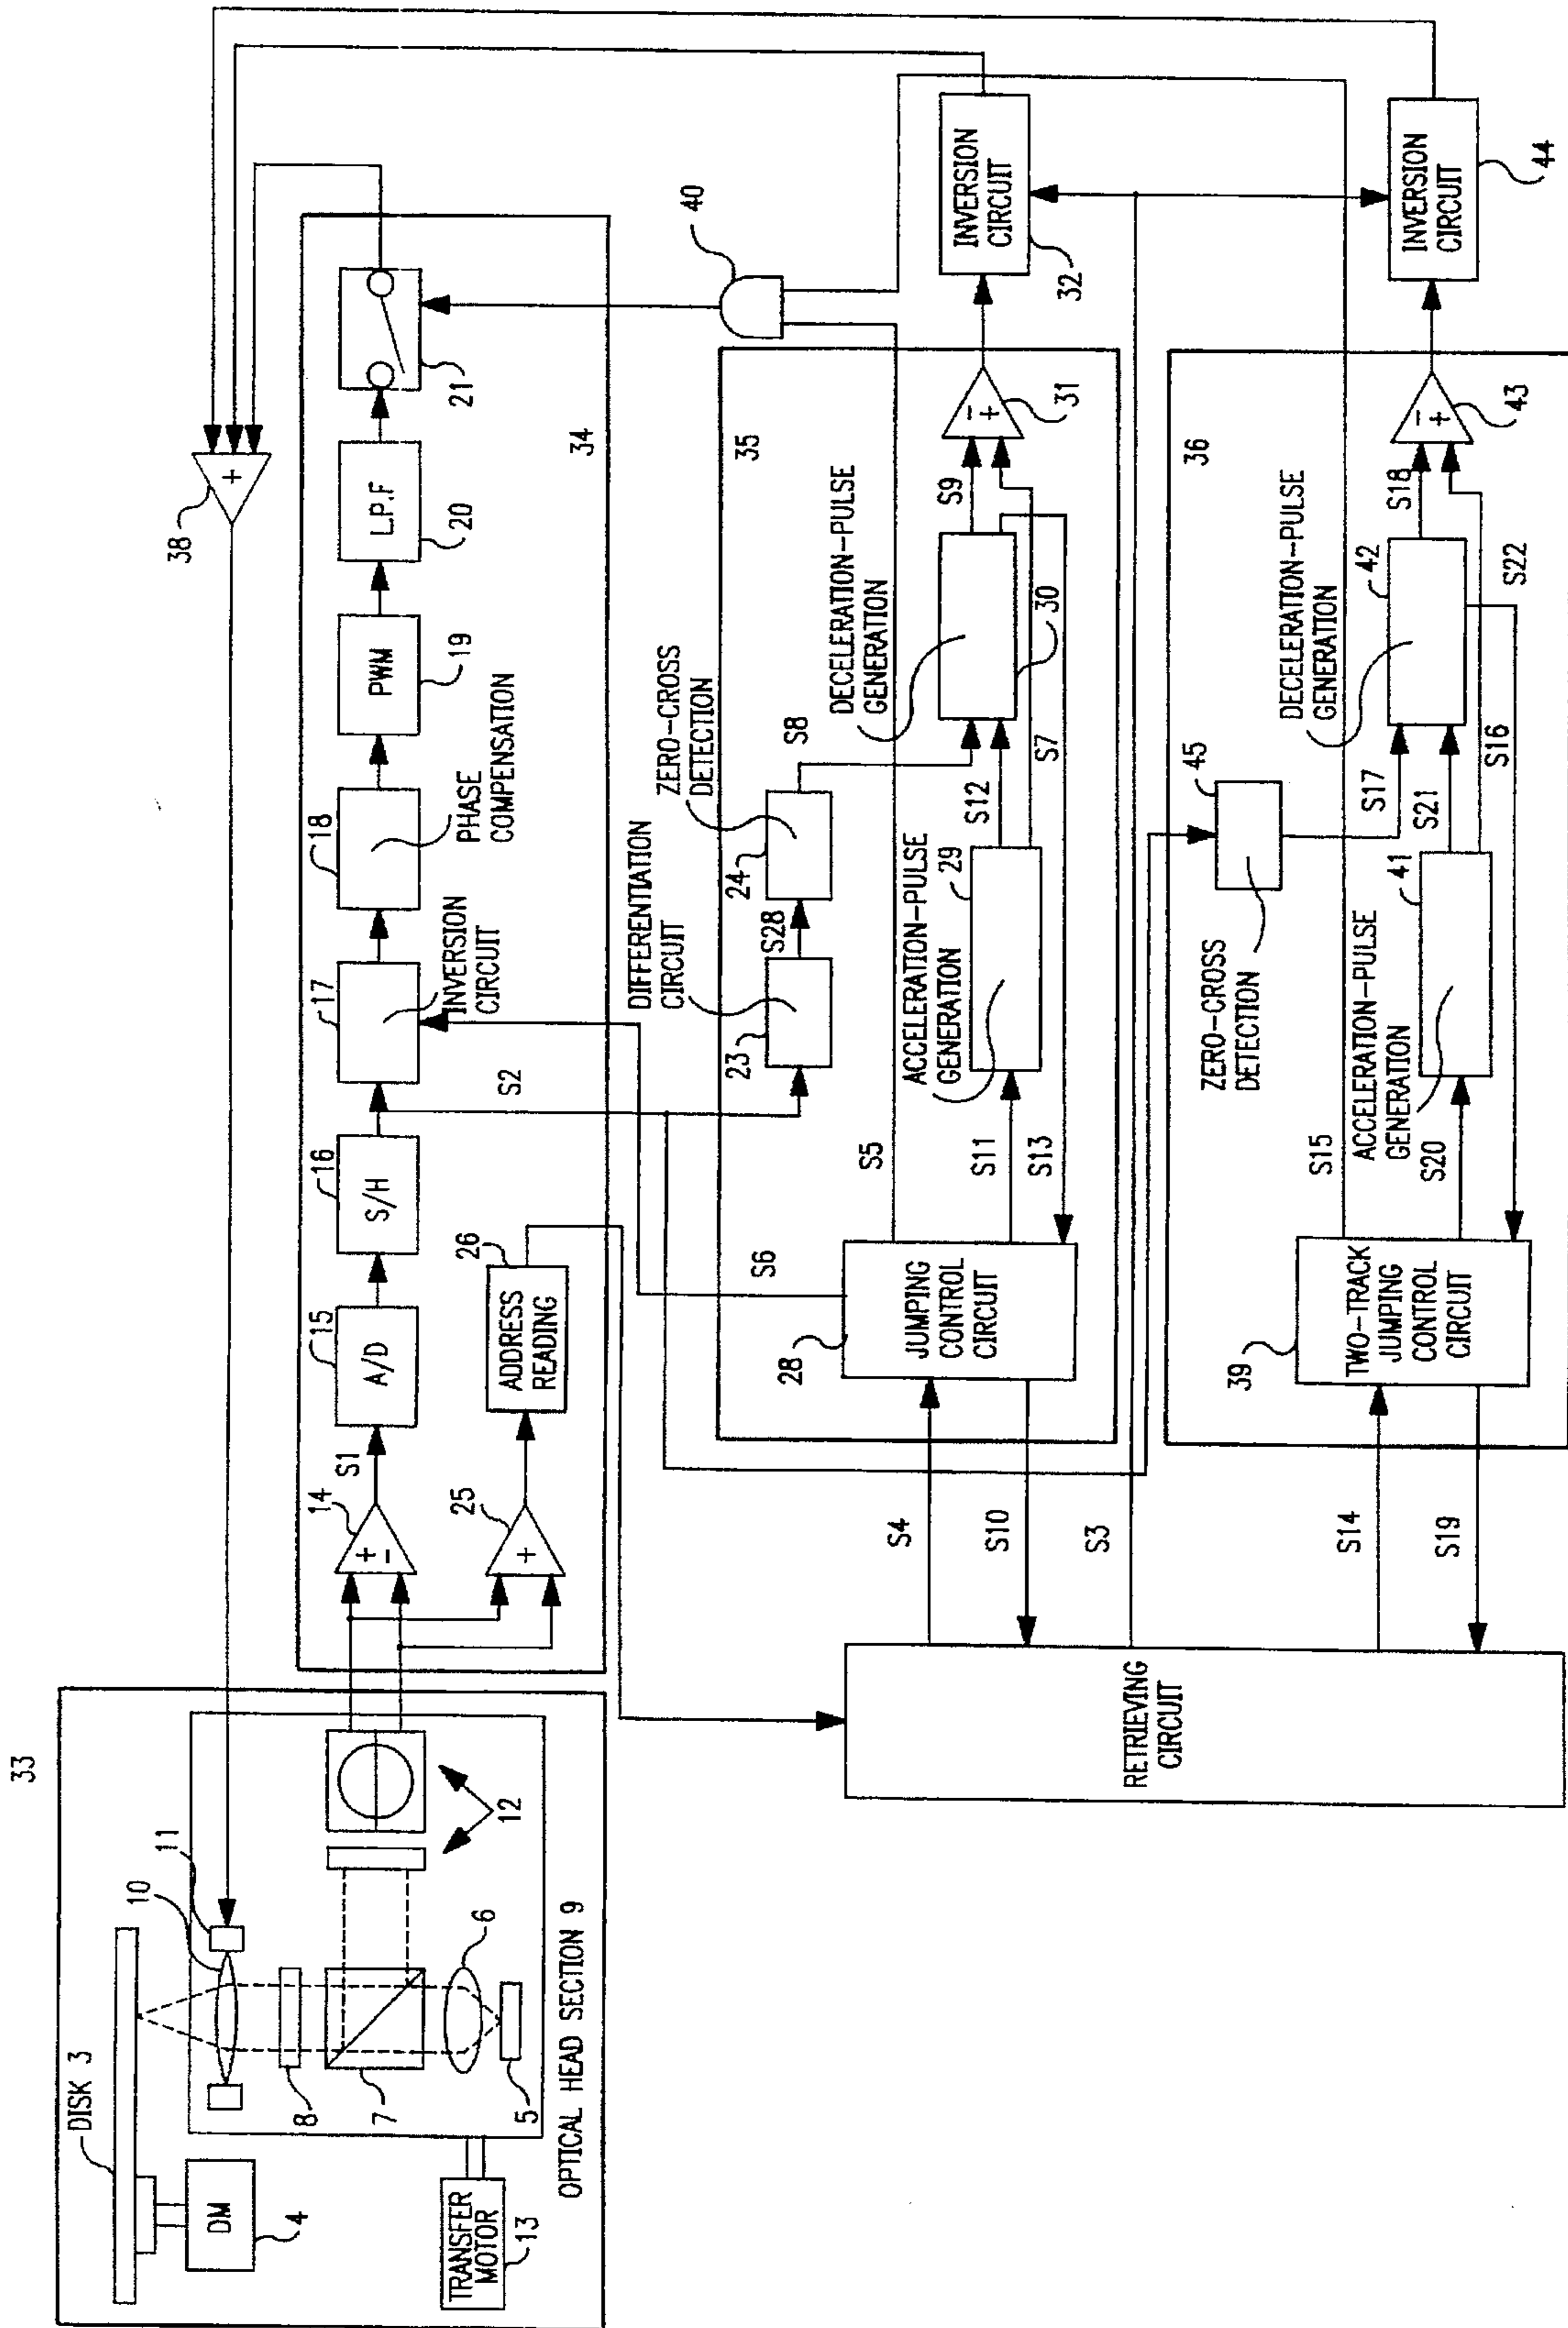 33
DISK 3
DM
4
TRANSFER
MOTOR
13
OPTICAL HEAD SECTION 9
10
11
8
7
6
5
12
38
34
14
S1
15
A/D
16
S/H
17
INVERSION
CIRCUIT
18
PHASE
COMPENSATION
PWM
19
L.P.F
20
21
25
26
ADDRESS
READING
S2
S6
40
35
23
DIFFERENTIATION
CIRCUIT
S28
24
ZERO-CROSS
DETECTION
S8
S5
28
JUMPING
CONTROL
CIRCUIT
S11
S13
ACCELERATION-PULSE
GENERATION
29
S12
S7
DECELERATION-PULSE
GENERATION
30
S9
31
INVERSION
CIRCUIT
32
S4
S10
S3
S14
S19
RETRIEVING
CIRCUIT
36
39
TWO-TRACK
JUMPING
CONTROL
CIRCUIT
S15
S20
ZERO-CROSS
DETECTION
45
S17
ACCELERATION-PULSE
GENERATION
41
S21
S16
DECELERATION-PULSE
GENERATION
42
S22
S18
43
INVERSION
CIRCUIT
44